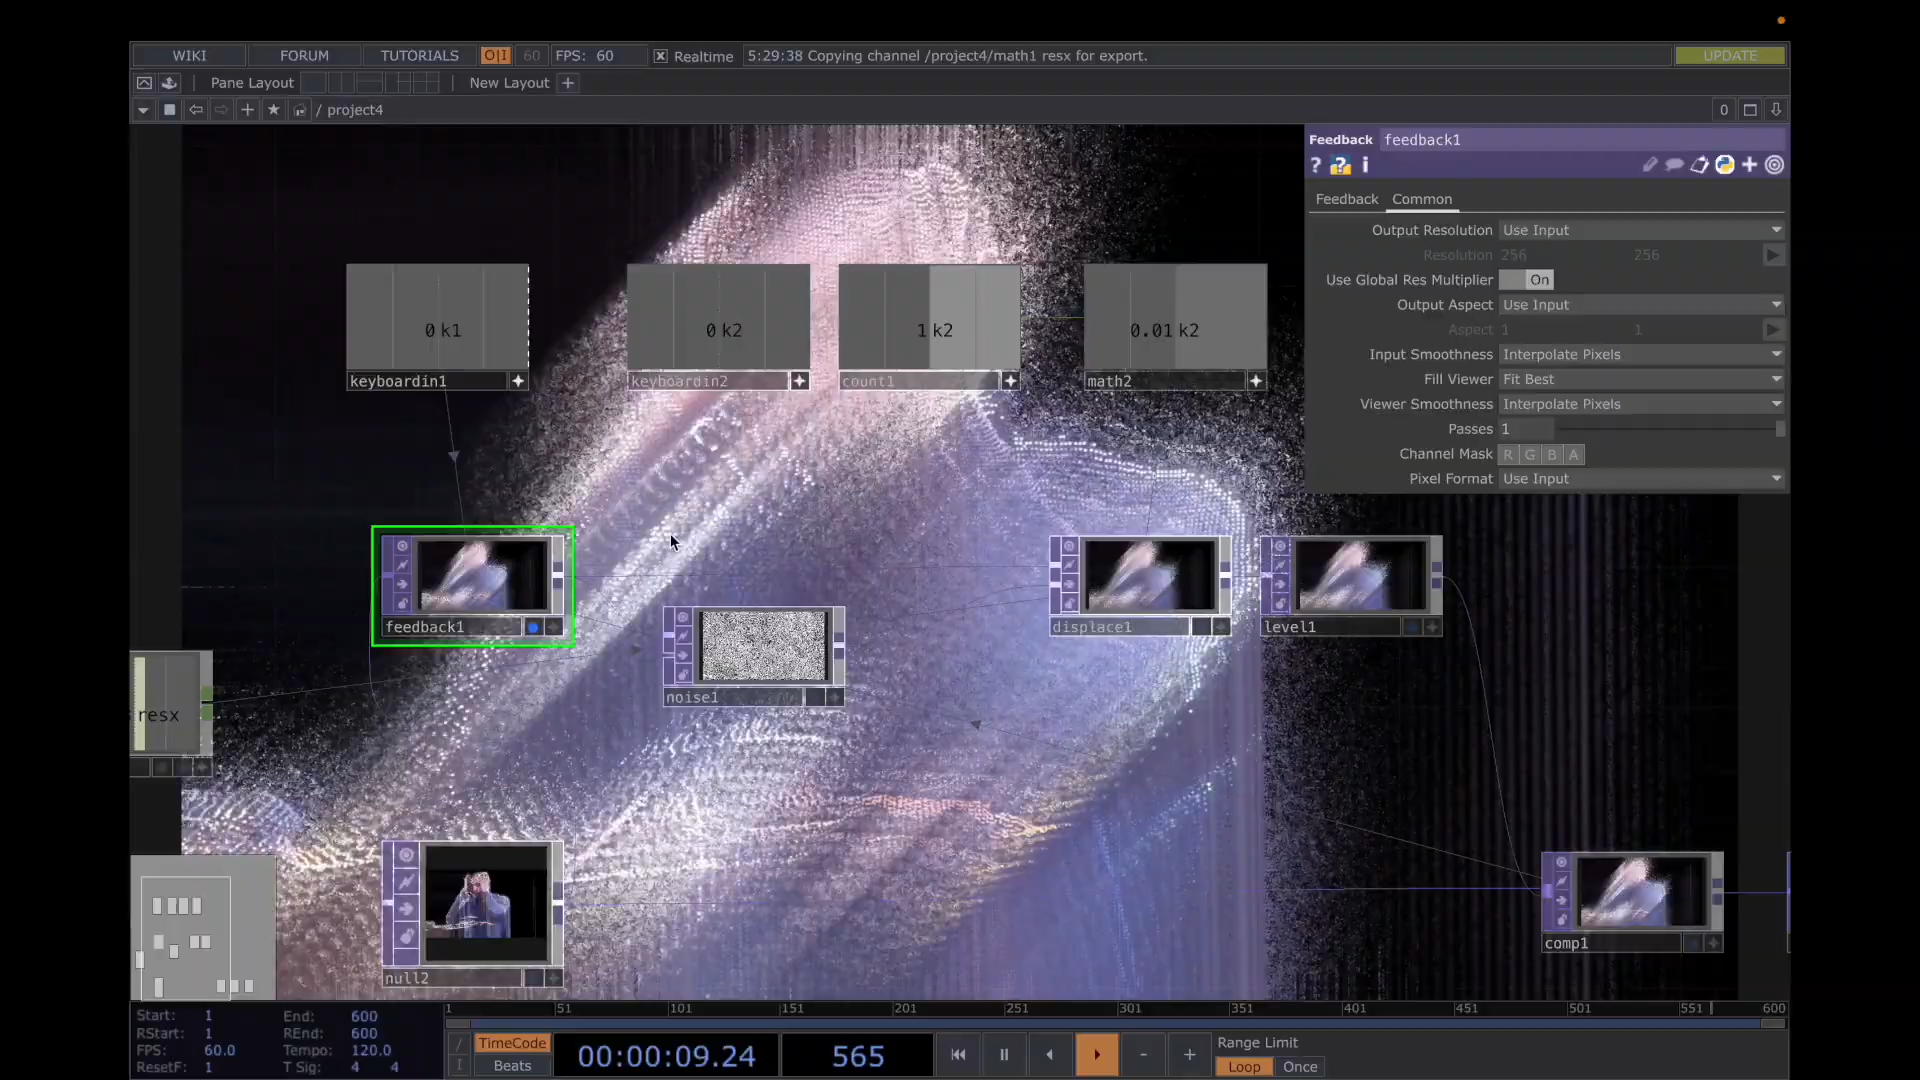 WIKI FORUM TUTORIALS O|I 60 FPS: 60 Realtime 5:29:38 Copying channel /project4/math1 resx for export. UPDATE
Pane Layout New Layout +
/ project4 0
Feedback feedback1
? ? i
Feedback Common
Output Resolution Use Input
Resolution 256 256
Use Global Res Multiplier On
Output Aspect Use Input
Aspect 1 1
Input Smoothness Interpolate Pixels
Fill Viewer Fit Best
Viewer Smoothness Interpolate Pixels
Passes 1
Channel Mask R G B A
Pixel Format Use Input
0 k1
keyboardin1
0 k2
keyboardin2
1 k2
count1
0.01 k2
math2
feedback1
noise1
displace1
level1
resx
null2
comp1
1 51 101 151 201 251 301 351 401 451 501 551 600
Start: 1 End: 600
RStart: 1 REnd: 600
FPS: 60.0 Tempo: 120.0
ResetF: 1 T Sig: 4 4
TimeCode
Beats
00:00:09.24
565
- +
Range Limit
Loop Once